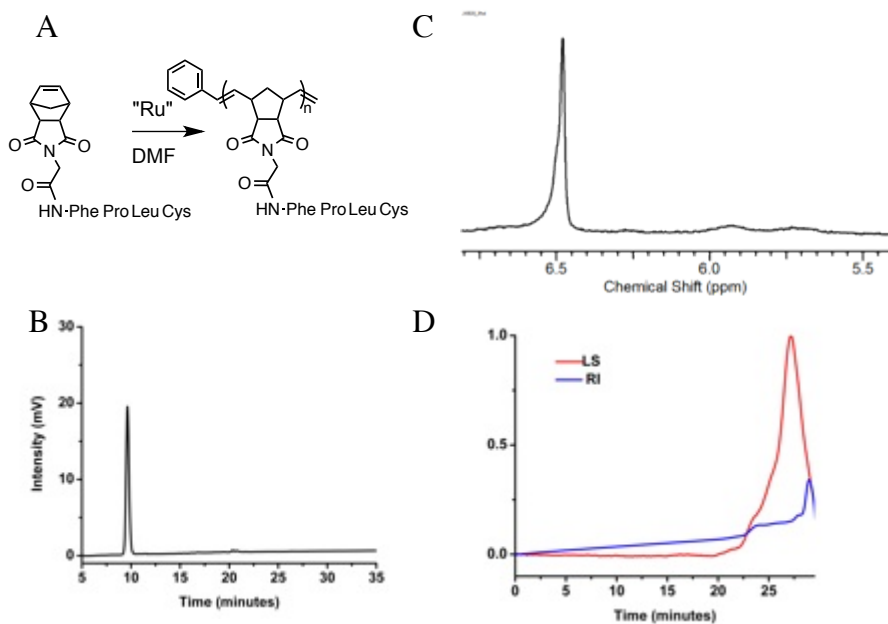 A
"Ru"
DMF
n
O
N
O
O
HN-Phe Pro Leu Cys
O
N
O
O
HN-Phe Pro Leu Cys
C
6.5
6.0
5.5
Chemical Shift (ppm)
B
30
20
10
0
Intensity (mV)
5
10
15
20
25
30
35
Time (minutes)
D
1.0
0.5
0.0
LS
RI
0
5
10
15
20
25
Time (minutes)